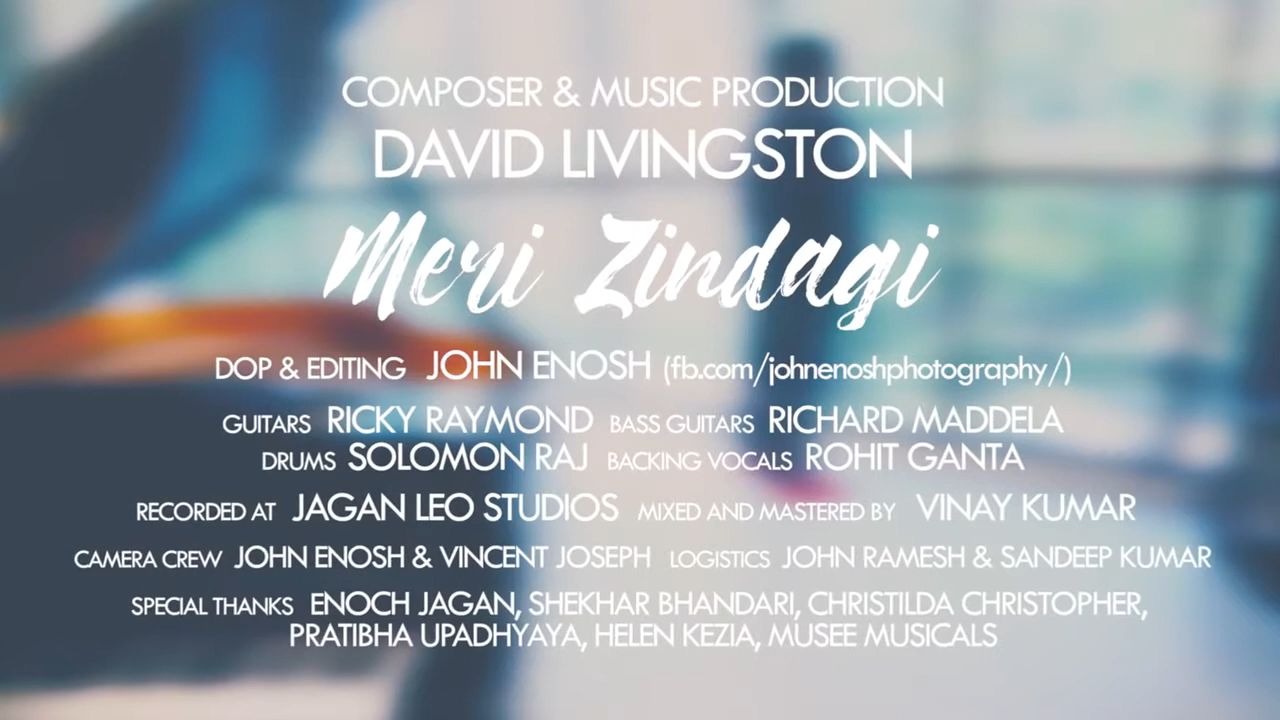 COMPOSER & MUSIC PRODUCTION
DAVID LIVINGSTON
Meri Zindagi
DOP & EDITING JOHN ENOSH (fb.com/johnenoshphotography/)
GUITARS RICKY RAYMOND BASS GUITARS RICHARD MADDELA
DRUMS SOLOMON RAJ BACKING VOCALS ROHIT GANTA
RECORDED AT JAGAN LEO STUDIOS MIXED AND MASTERED BY VINAY KUMAR
CAMERA CREW JOHN ENOSH & VINCENT JOSEPH LOGISTICS JOHN RAMESH & SANDEEP KUMAR
SPECIAL THANKS ENOCH JAGAN, SHEKHAR BHANDARI, CHRISTILDA CHRISTOPHER,
PRATIBHA UPADHYAYA, HELEN KEZIA, MUSEE MUSICALS